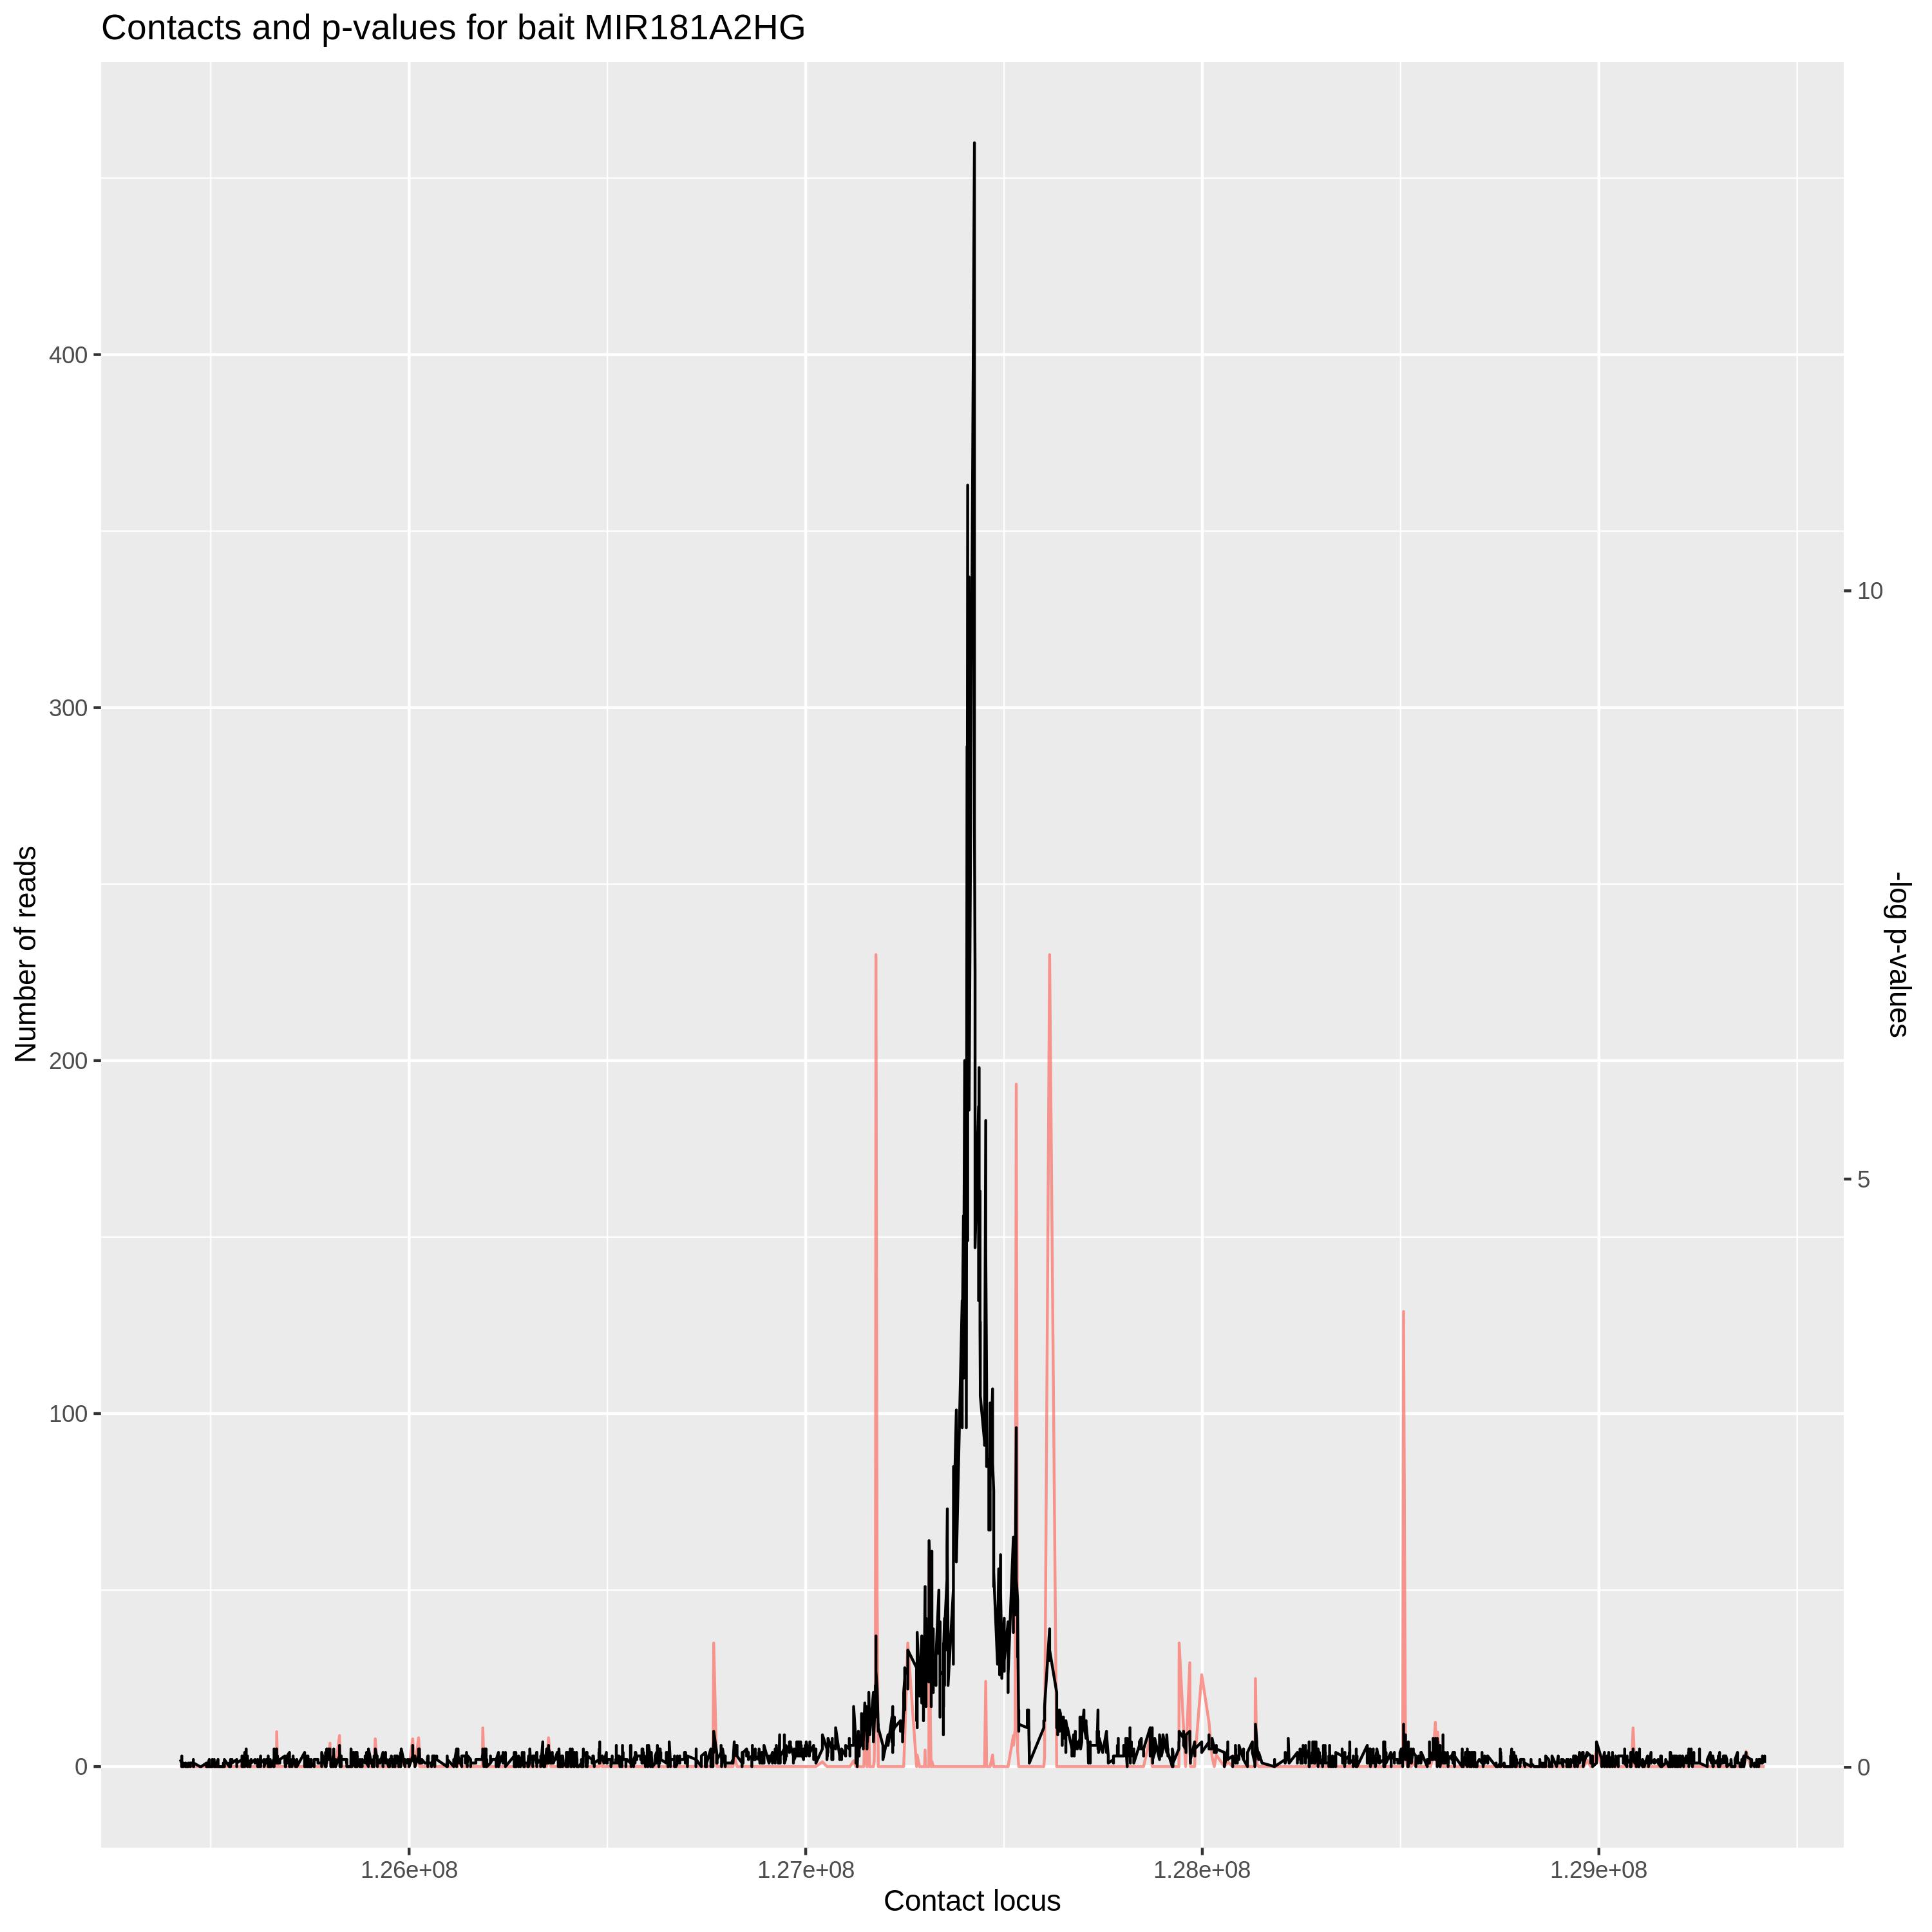 Contacts and p-values for bait MIR181A2HG
400
300
200
100
0
Number of reads
10
5
0
-log p-values
1.26e+08
1.27e+08
1.28e+08
1.29e+08
Contact locus